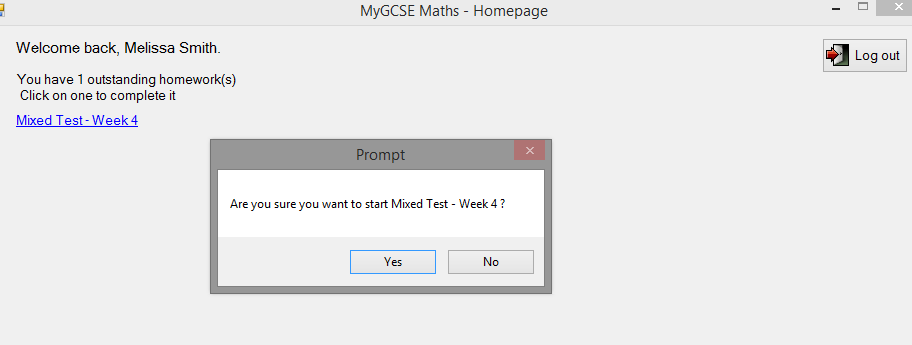 MyGCSE Maths - Homepage
Welcome back, Melissa Smith.
Log out
You have 1 outstanding homework(s)
Click on one to complete it
Mixed Test - Week 4
Prompt
Are you sure you want to start Mixed Test - Week 4 ?
Yes
No